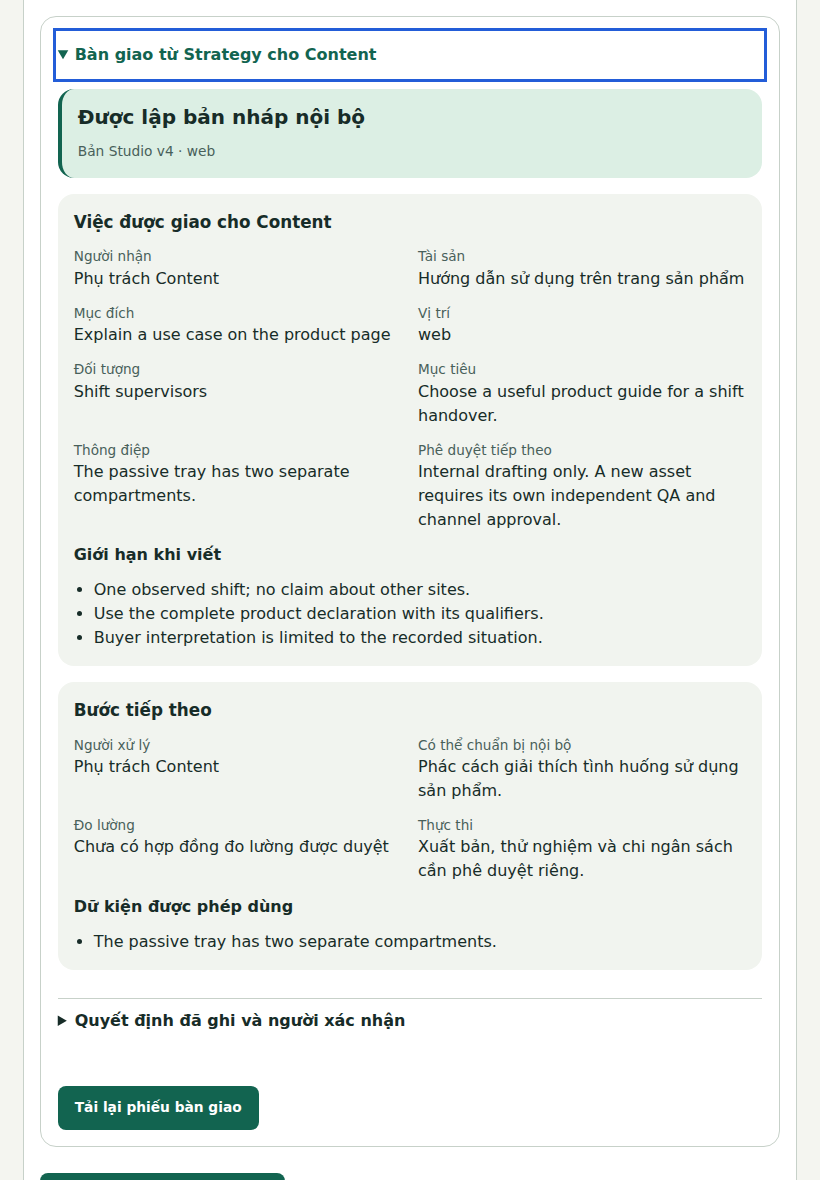 Bàn giao từ Strategy cho Content
Được lập bản nháp nội bộ
Bản Studio v4 · web
Việc được giao cho Content
Người nhận
Phụ trách Content
Tài sản
Hướng dẫn sử dụng trên trang sản phẩm
Mục đích
Explain a use case on the product page
Vị trí
web
Đối tượng
Shift supervisors
Mục tiêu
Choose a useful product guide for a shift
handover.
Thông điệp
The passive tray has two separate
compartments.
Phê duyệt tiếp theo
Internal drafting only. A new asset
requires its own independent QA and
channel approval.
Giới hạn khi viết
• One observed shift; no claim about other sites.
• Use the complete product declaration with its qualifiers.
• Buyer interpretation is limited to the recorded situation.
Bước tiếp theo
Người xử lý
Phụ trách Content
Có thể chuẩn bị nội bộ
Phác cách giải thích tình huống sử dụng
sản phẩm.
Đo lường
Chưa có hợp đồng đo lường được duyệt
Thực thi
Xuất bản, thử nghiệm và chi ngân sách
cần phê duyệt riêng.
Dữ kiện được phép dùng
• The passive tray has two separate compartments.
Quyết định đã ghi và người xác nhận
Tải lại phiếu bàn giao